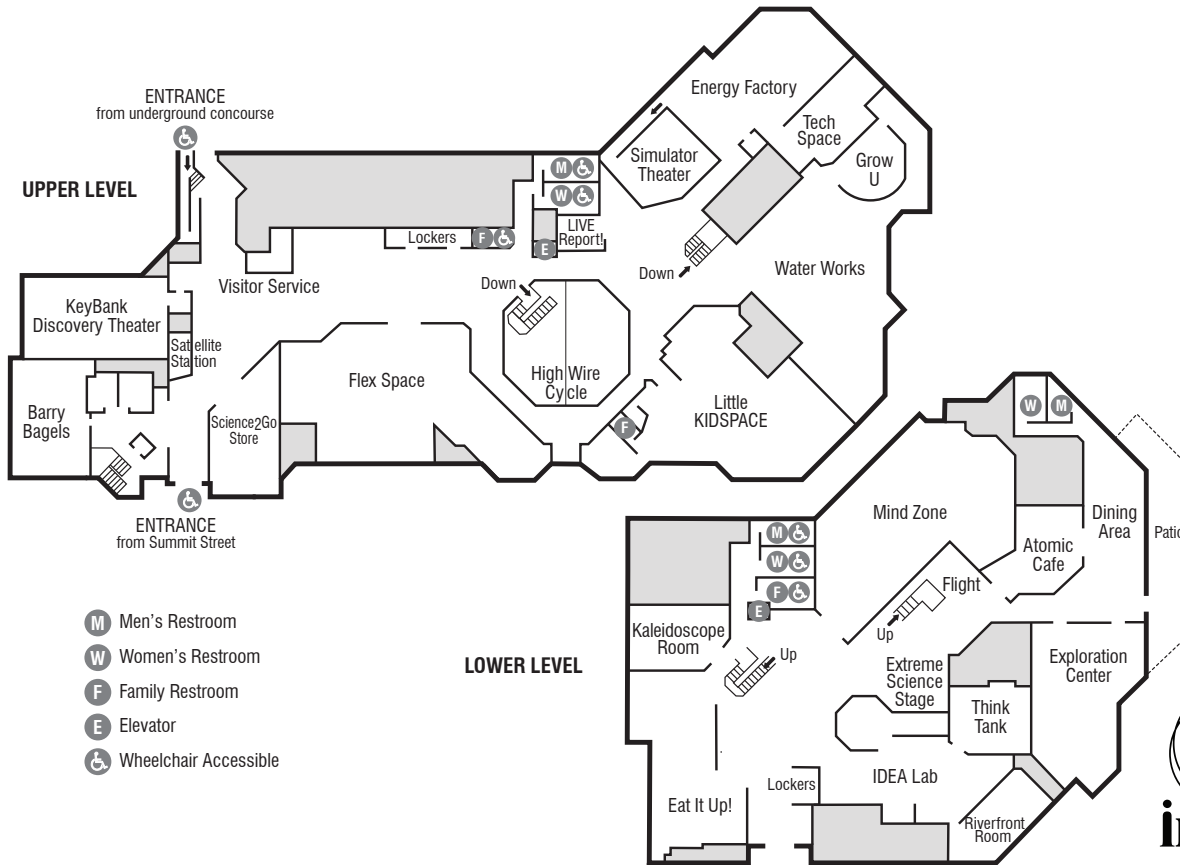 ENTRANCE
from underground concourse
UPPER LEVEL
Energy Factory
Tech
Space
Grow
U
Simulator
Theater
M
W
LIVE
Report!
Lockers
F
E
Down
Down
Water Works
Visitor Service
KeyBank
Discovery Theater
Satellite
Station
Flex Space
High Wire
Cycle
Little
KIDSPACE
Barry
Bagels
Science2Go
Store
F
ENTRANCE
from Summit Street
W M
Mind Zone
Dining
Area
Atomic
Cafe
Flight
Up
M
W
F
E
Kaleidoscope
Room
Up
LOWER LEVEL
Extreme
Science
Stage
Exploration
Center
Think
Tank
IDEA Lab
Lockers
Eat It Up!
Riverfront
Room
M Men's Restroom
W Women's Restroom
F Family Restroom
E Elevator
Wheelchair Accessible